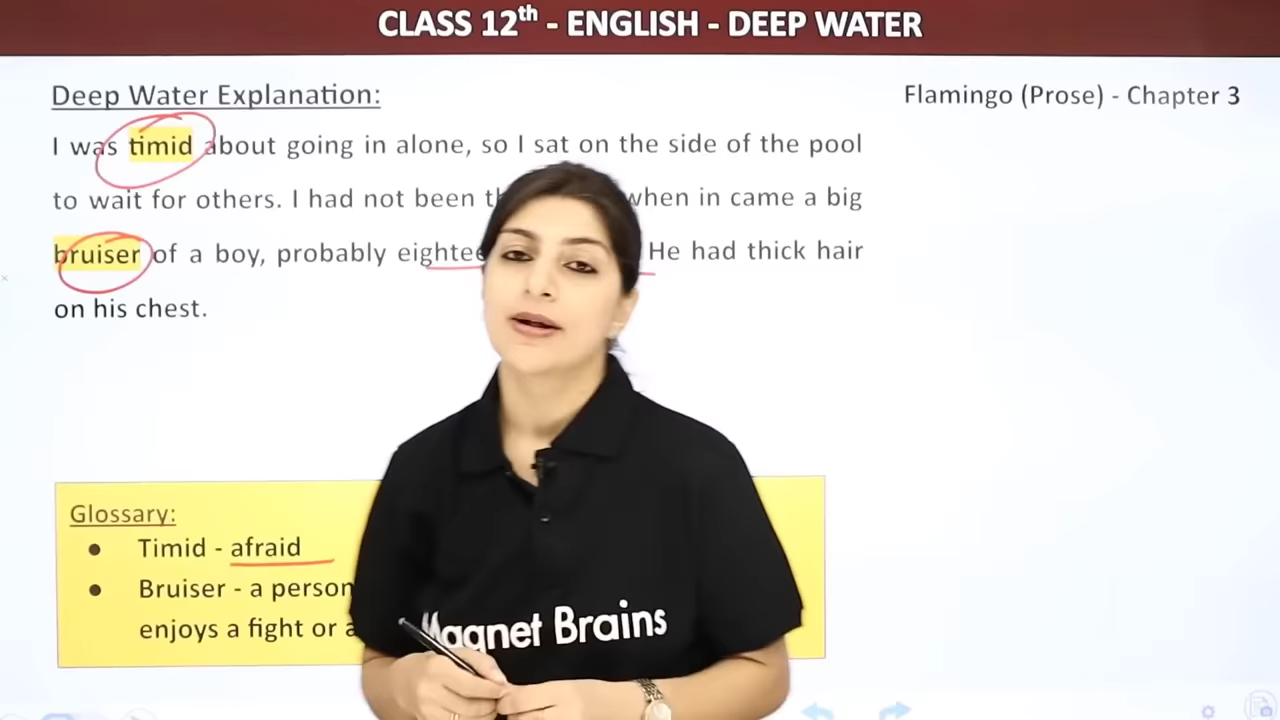 CLASS 12th - ENGLISH - DEEP WATER
Deep Water Explanation:
Flamingo (Prose) - Chapter 3
I was timid about going in alone, so I sat on the side of the pool
to wait for others. I had not been when in came a big
bruiser of a boy, probably He had thick hair
on his chest.
Glossary:
● Timid - afraid
● Bruiser - a person
enjoys a fight or
Magnet Brains